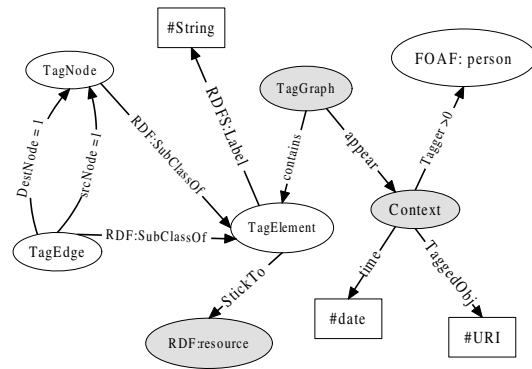 #String
FOAF: person
TagNode
TagGraph
RDFS:Label
Tagger >0
DestNode = 1
srcNode =1
RDF:SubClassOf
contains
appear
Context
TagElement
RDF:SubClassOf
TagEdge
StickTo
time
TaggedObj
#date
#URI
RDF:resource